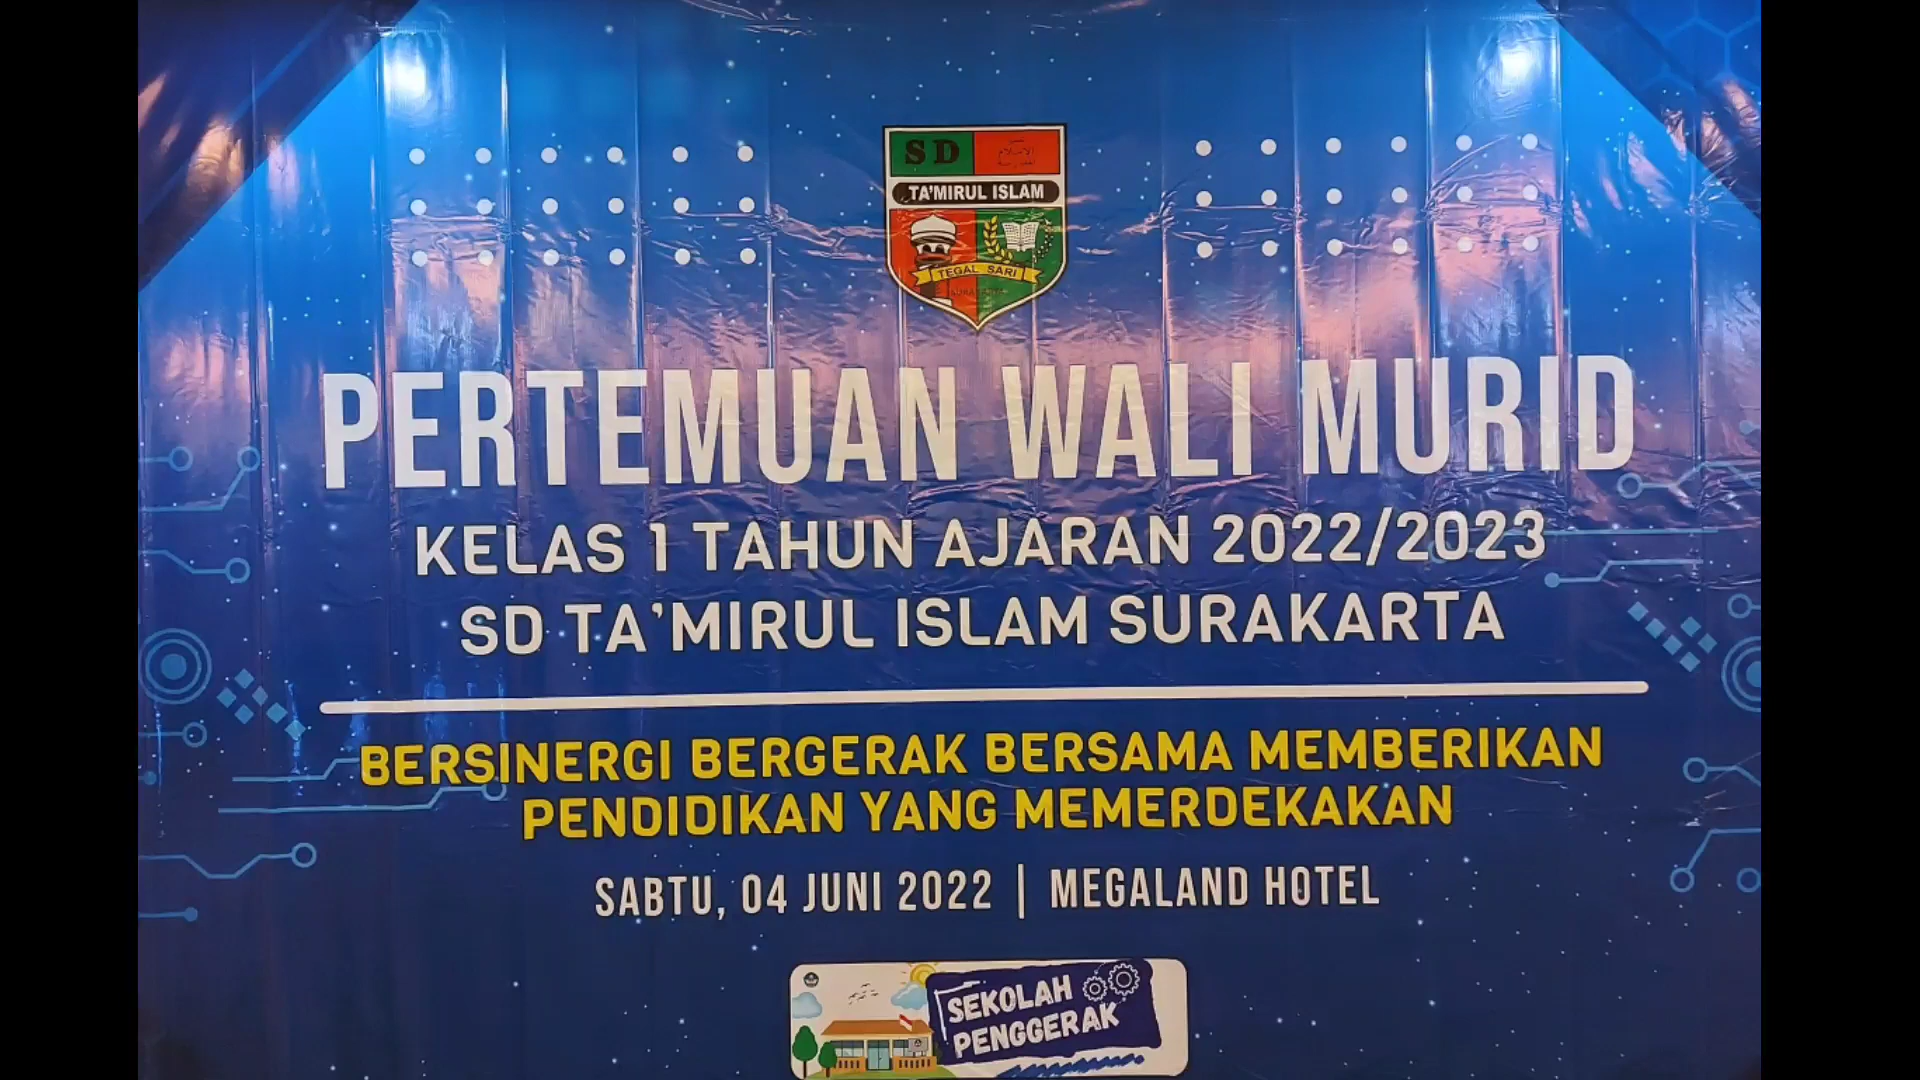 SD
TA'MIRUL ISLAM
TEGAL SARI
PERTEMUAN WALI MURID
KELAS 1 TAHUN AJARAN 2022/2023
SD TA'MIRUL ISLAM SURAKARTA
BERSINERGI BERGERAK BERSAMA MEMBERIKAN
PENDIDIKAN YANG MEMERDEKAKAN
SABTU, 04 JUNI 2022 | MEGALAND HOTEL
SEKOLAH
PENGGERAK